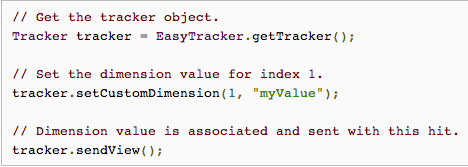 // Get the tracker object.
Tracker tracker = EasyTracker.getTracker();
// Set the dimension value for index 1.
tracker.setCustomDimension(1, "myValue");
// Dimension value is associated and sent with this hit.
tracker.sendView();